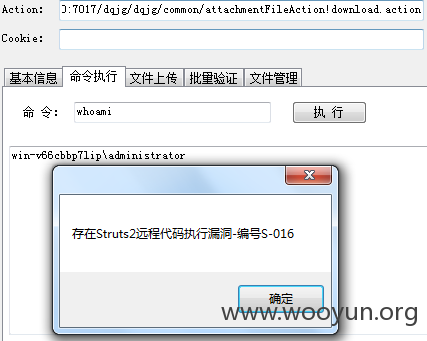 Action: 0:7017/dqjg/dqjg/common/attachmentFileAction!download.action
Cookie:
基本信息 命令执行 文件上传 批量验证 文件管理
命 令: whoami 执 行
win-v66cbbp7lip\administrator
存在Struts2远程代码执行漏洞-编号S-016
确定
www.wooyun.org